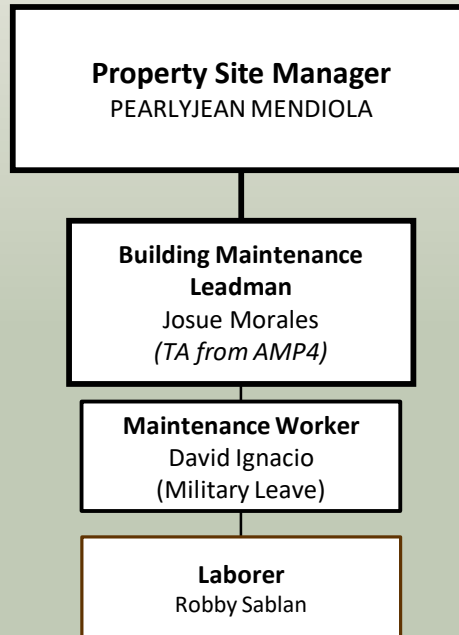 Property Site Manager
PEARLYJEAN MENDIOLA
Building Maintenance
Leadman
Josue Morales
(TA from AMP4)
Maintenance Worker
David Ignacio
(Military Leave)
Laborer
Robby Sablan